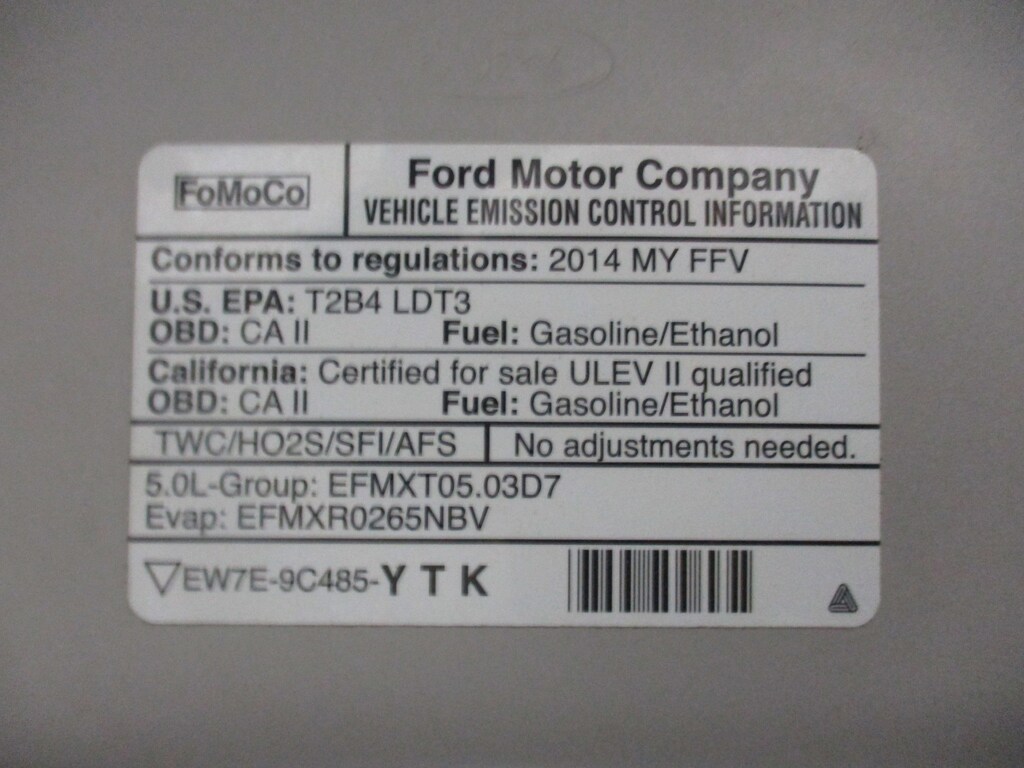 FoMoCo
Ford Motor Company
VEHICLE EMISSION CONTROL INFORMATION
Conforms to regulations: 2014 MY FFV
U.S. EPA: T2B4 LDT3
OBD: CA II Fuel: Gasoline/Ethanol
California: Certified for sale ULEV II qualified
OBD: CA II Fuel: Gasoline/Ethanol
TWC/HO2S/SFI/AFS No adjustments needed.
5.0L-Group: EFMXT05.03D7
Evap: EFMXR0265NBV
EW7E-9C485-Y T K